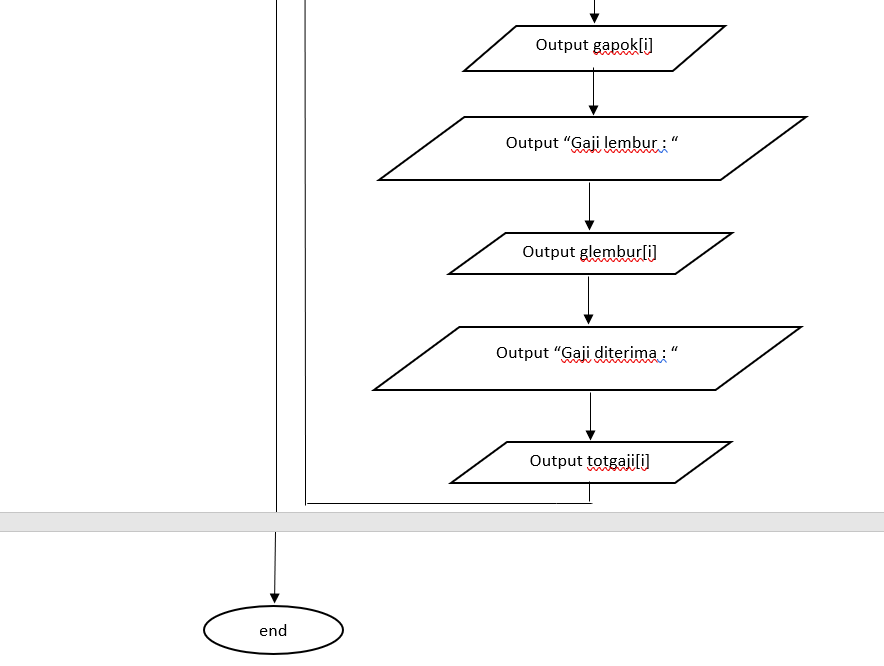 Output gapok[i]
Output “Gaji lembur : “
Output glembur[i]
Output “Gaji diterima : “
Output totgaji[i]
end